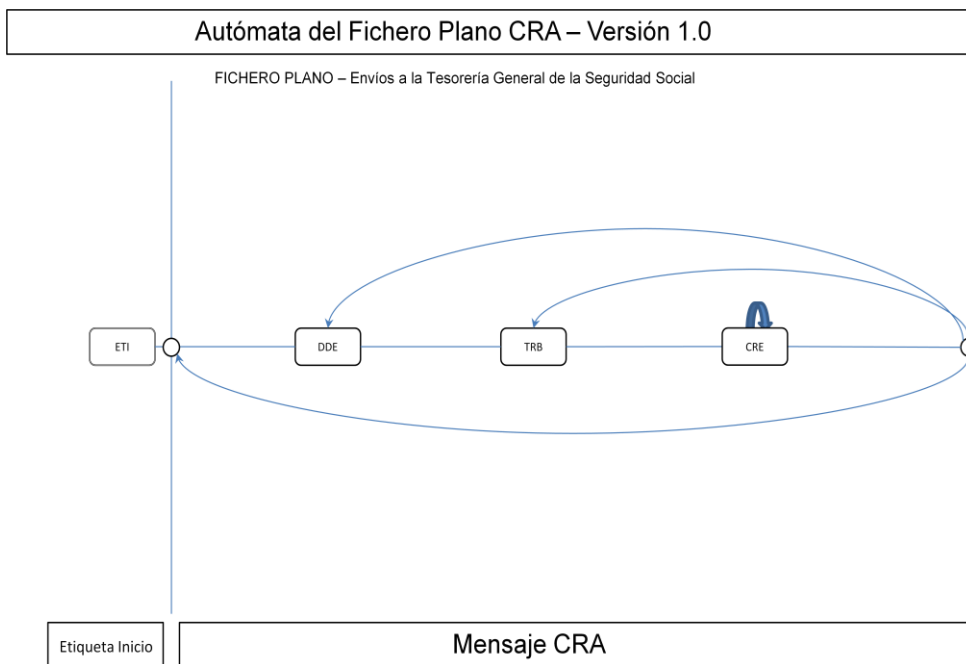 Autómata del Fichero Plano CRA – Versión 1.0
FICHERO PLANO – Envíos a la Tesorería General de la Seguridad Social
ETI
DDE
TRB
CRE
Etiqueta Inicio
Mensaje CRA